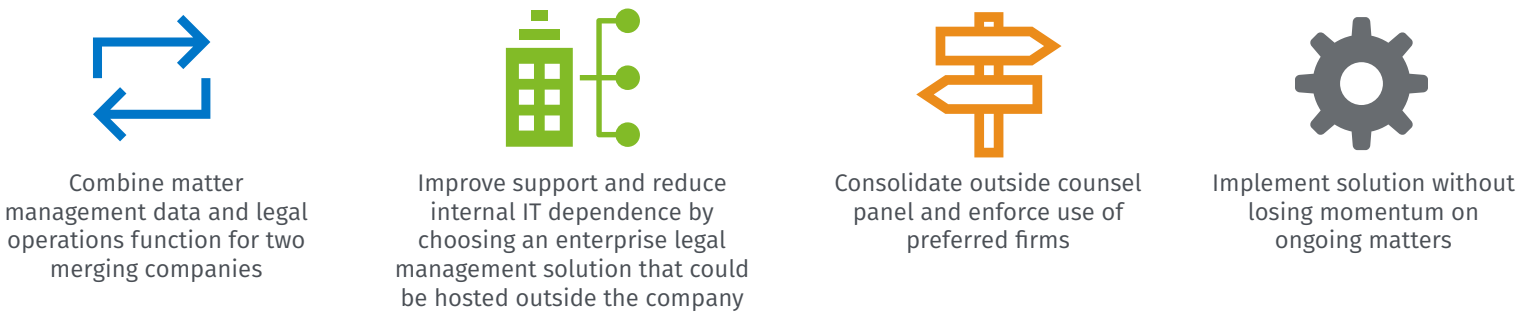 Combine matter
management data and legal
operations function for two
merging companies
Improve support and reduce
internal IT dependence by
choosing an enterprise legal
management solution that could
be hosted outside the company
Consolidate outside counsel
panel and enforce use of
preferred firms
Implement solution without
losing momentum on
ongoing matters